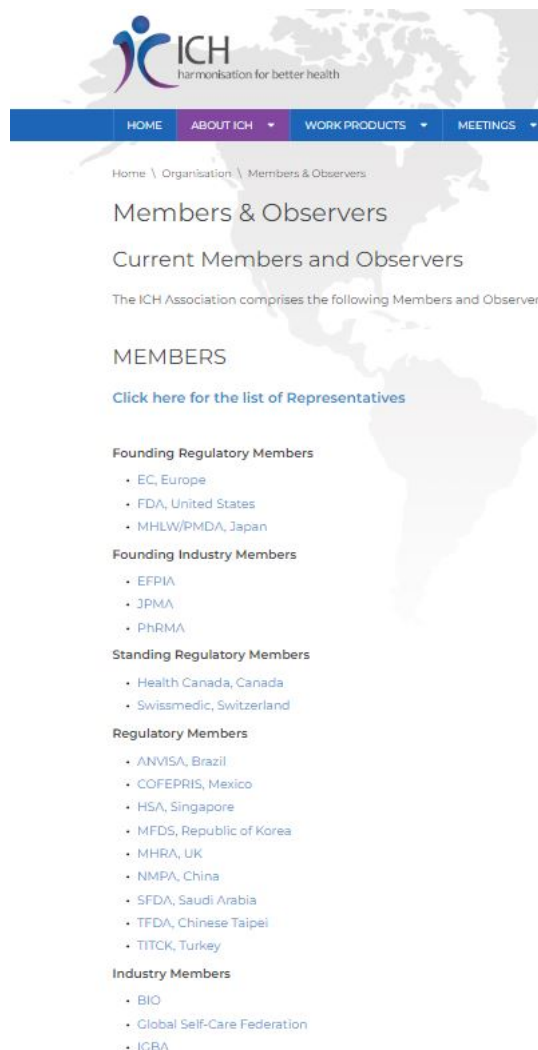 ICH
harmonisation for better health
HOME ABOUT ICH WORK PRODUCTS MEETINGS
Home \ Organisation \ Members & Observers
Members & Observers
Current Members and Observers
The ICH Association comprises the following Members and Observer
MEMBERS
Click here for the list of Representatives
Founding Regulatory Members
• EC, Europe
• FDA, United States
• MHLW/PMDA, Japan
Founding Industry Members
• EFPIA
• JPMA
• PhRMA
Standing Regulatory Members
• Health Canada, Canada
• Swissmedic, Switzerland
Regulatory Members
• ANVISA, Brazil
• COFEPRIS, Mexico
• HSA, Singapore
• MFDS, Republic of Korea
• MHRA, UK
• NMPA, China
• SFDA, Saudi Arabia
• TFDA, Chinese Taipei
• TITCK, Turkey
Industry Members
• BIO
• Global Self-Care Federation
• IGBA